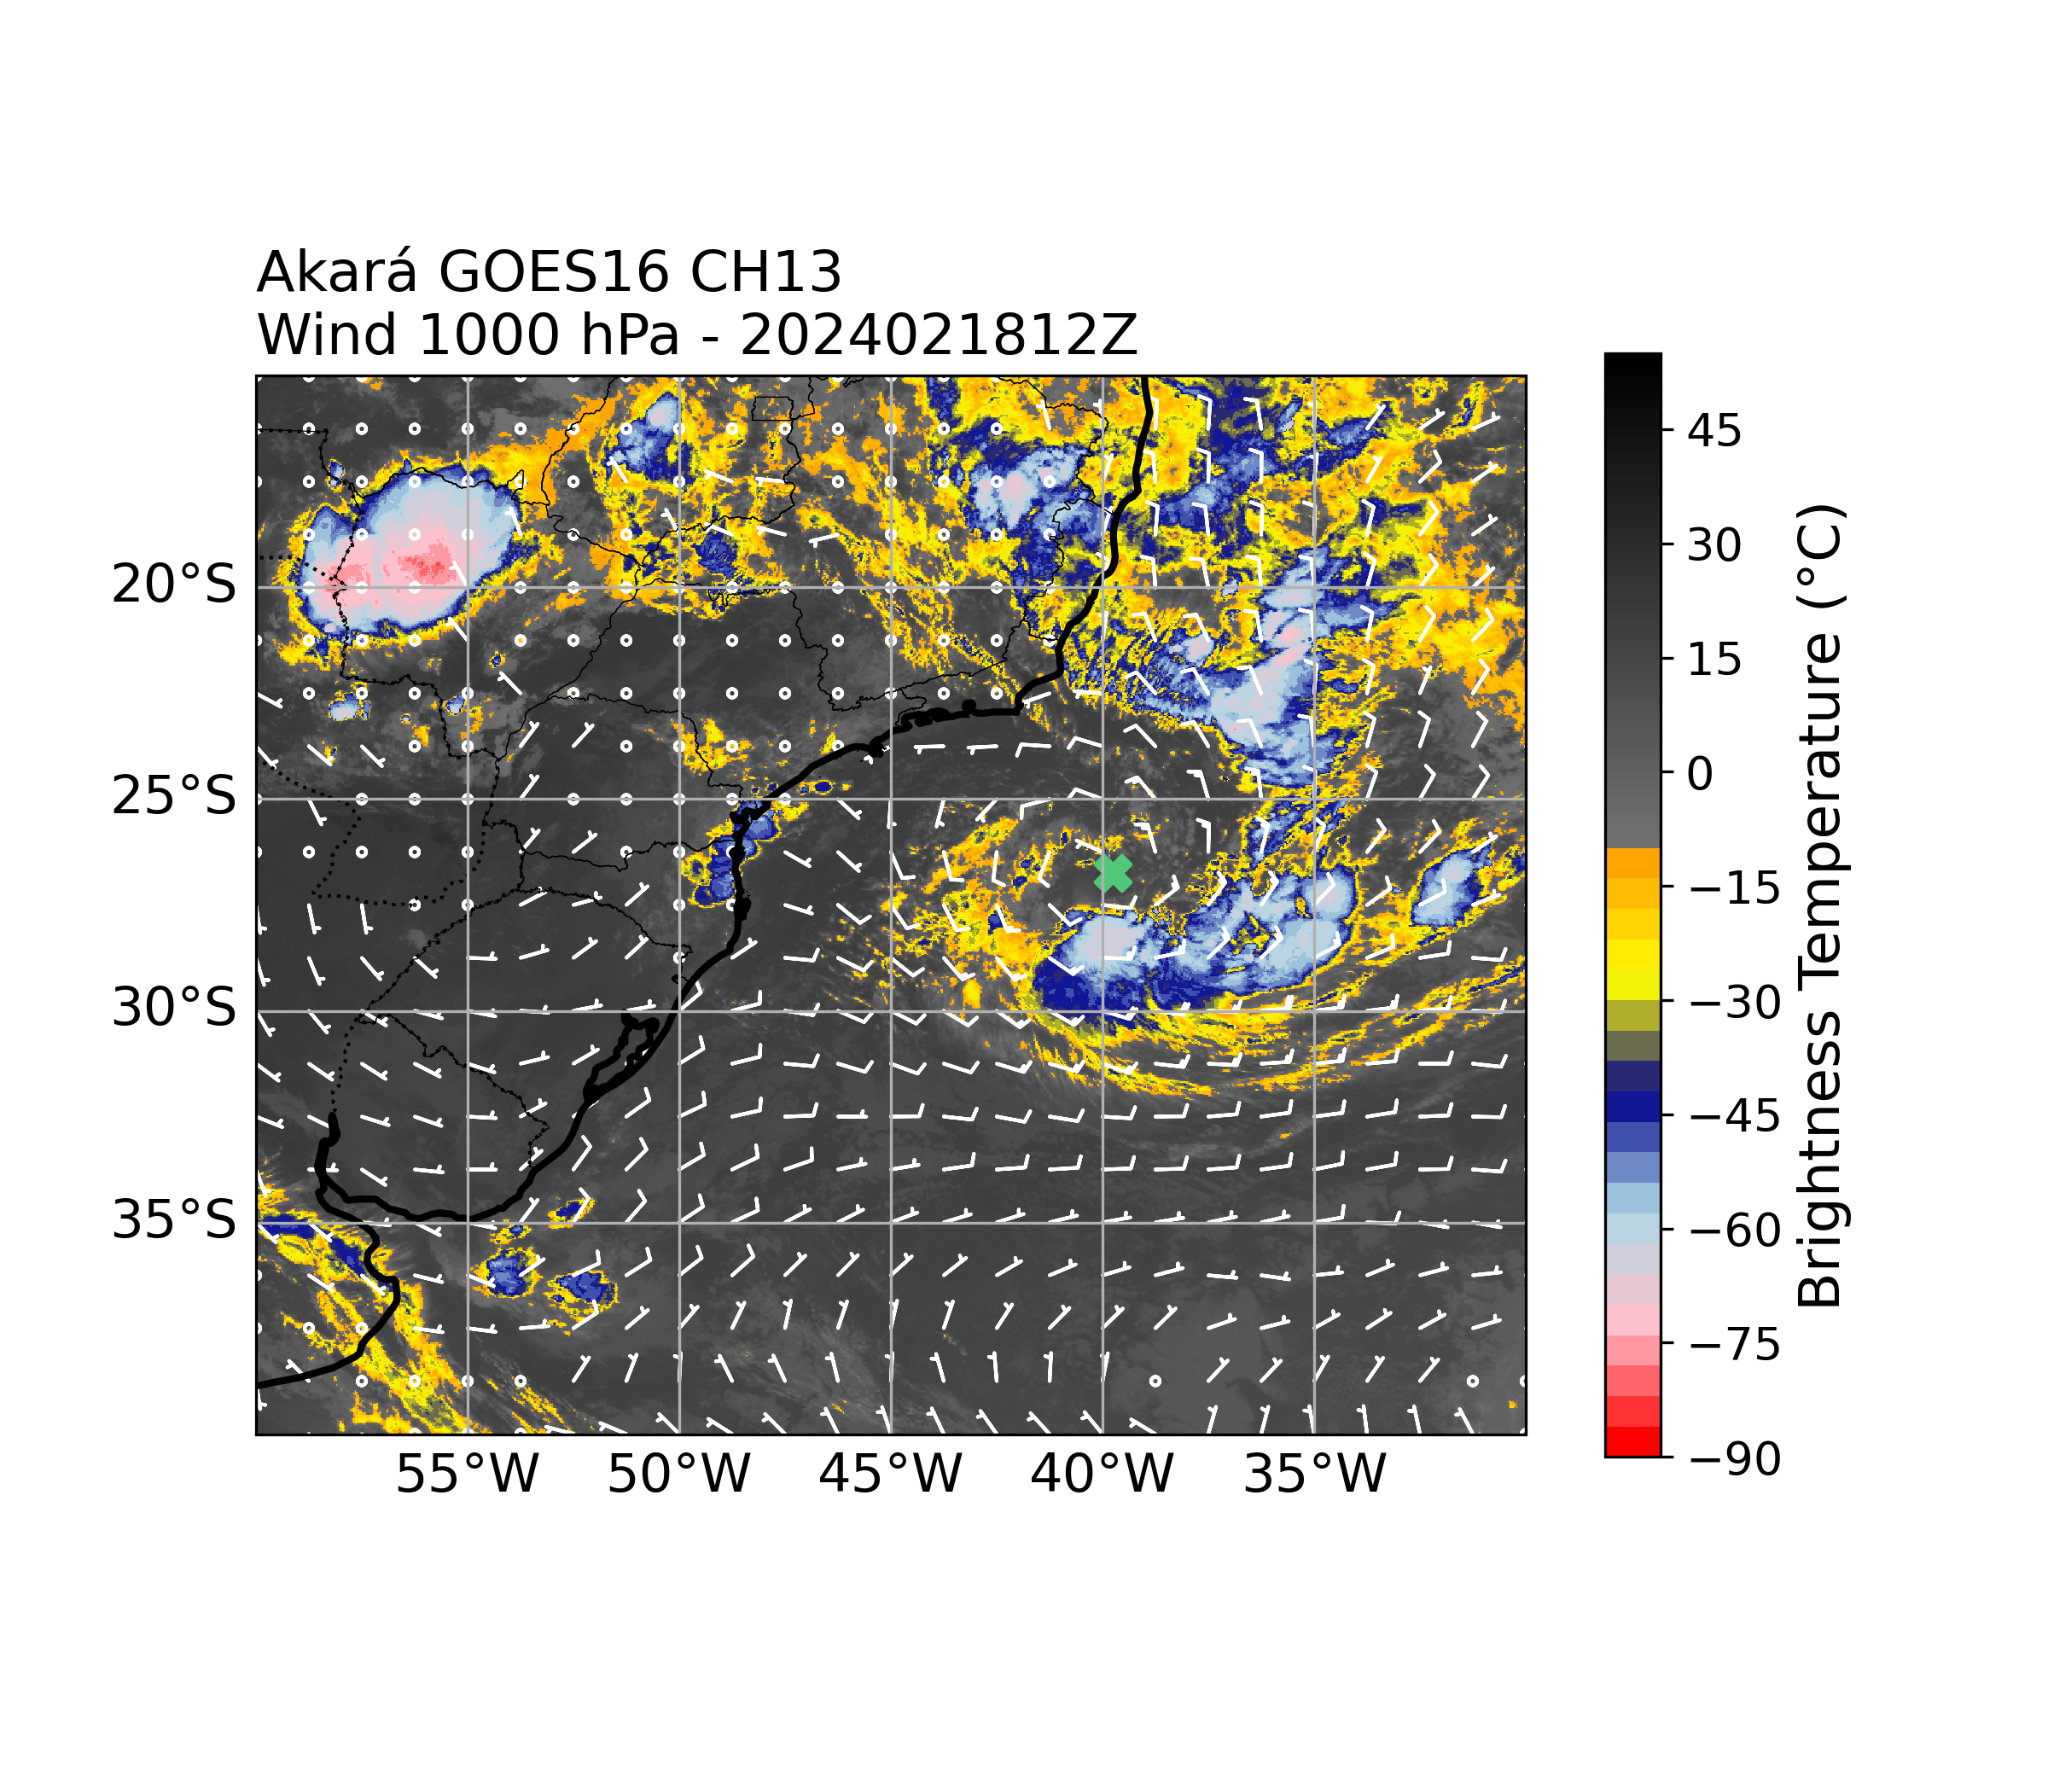 Akará GOES16 CH13
Wind 1000 hPa - 2024021812Z
20°S
25°S
30°S
35°S
55°W
50°W
45°W
40°W
35°W
45
30
15
0
−15
−30
−45
−60
−75
−90
Brightness Temperature (°C)